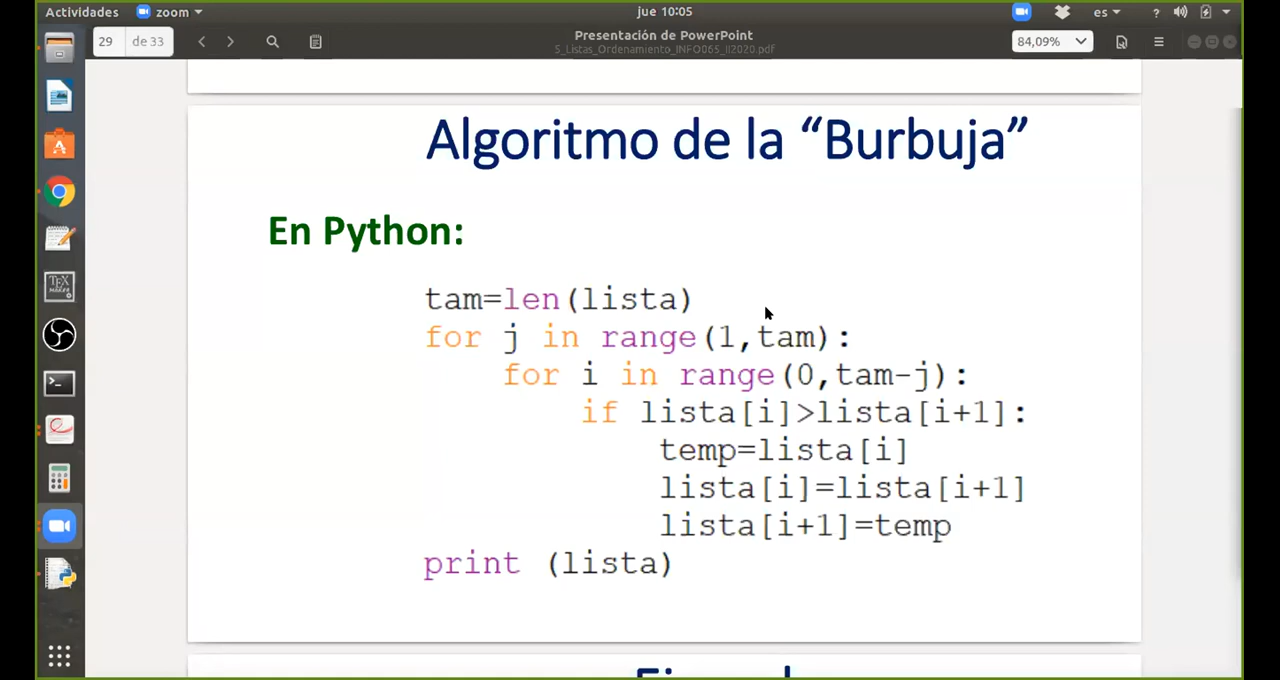 Actividades zoom jue 10:05 es ?
29 de 33 Presentación de PowerPoint 84,09%
S_Listas_Ordenamiento_INFO065_II2020.pdf
Algoritmo de la “Burbuja”
En Python:
tam=len(lista)
for j in range(1,tam):
for i in range(0,tam-j):
if lista[i]>lista[i+1]:
temp=lista[i]
lista[i]=lista[i+1]
lista[i+1]=temp
print (lista)